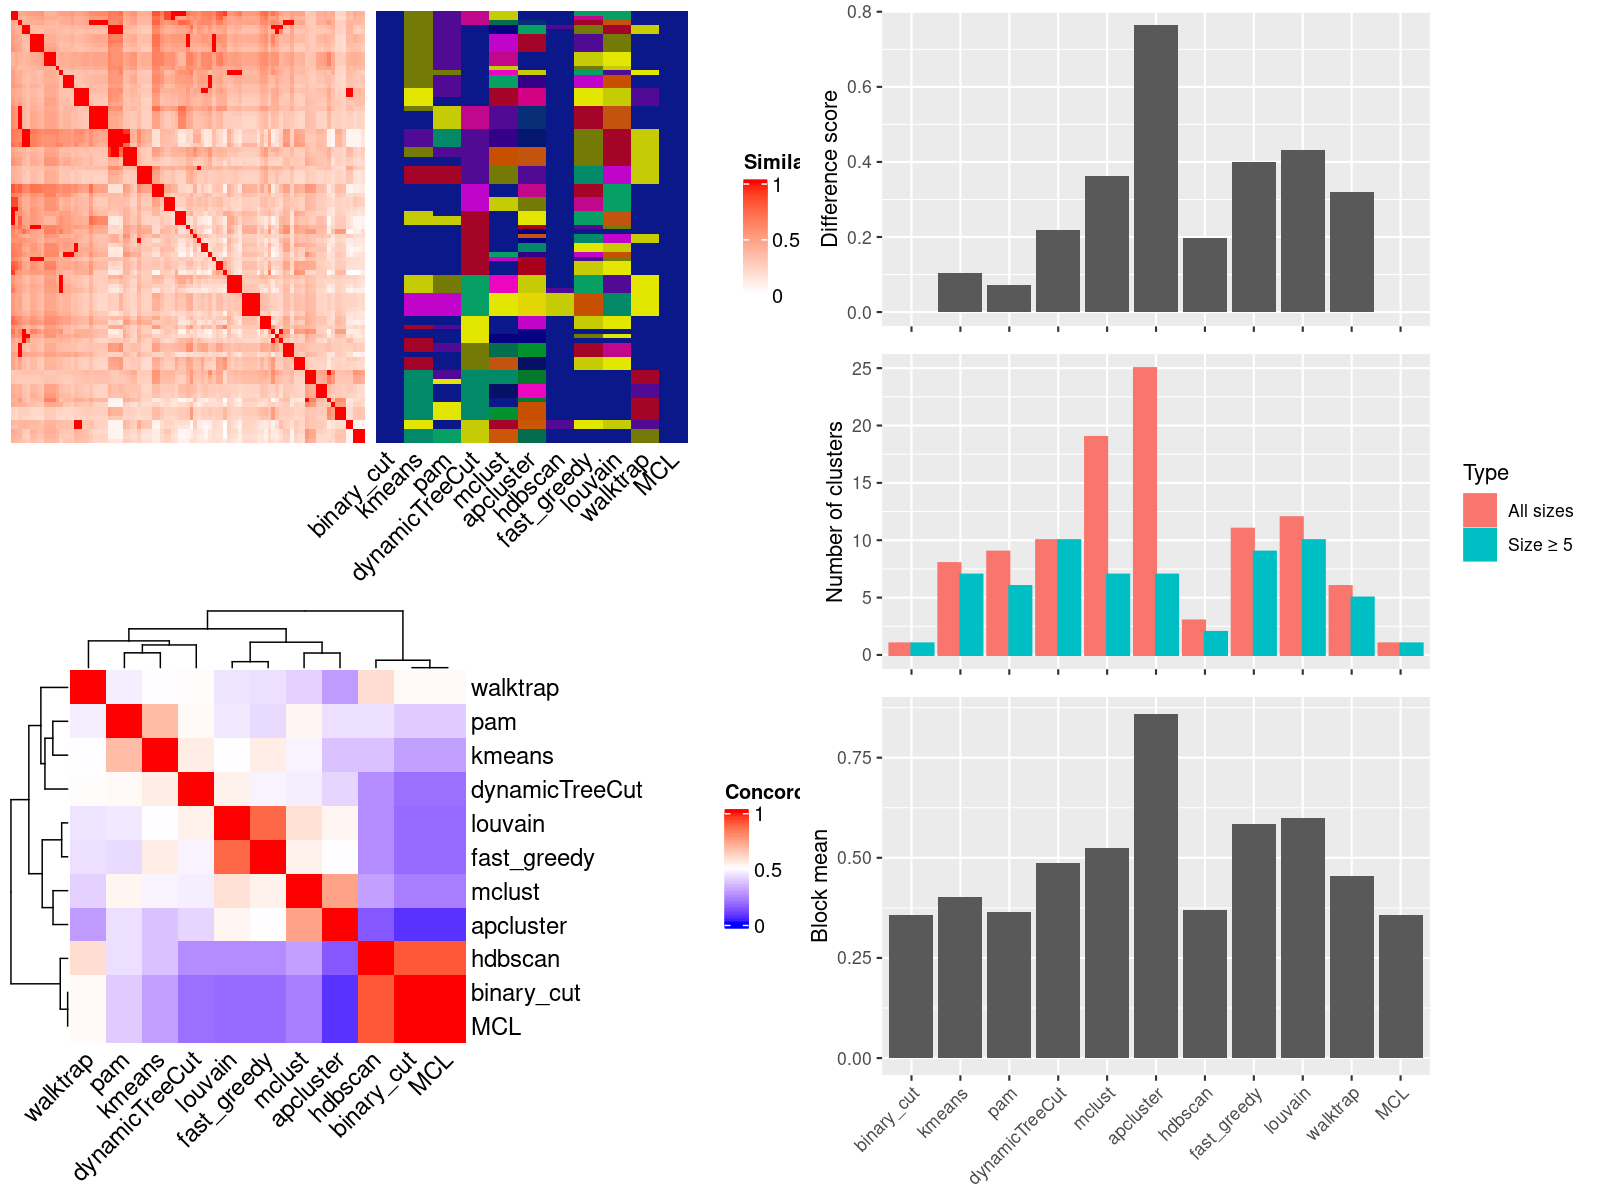 Simila
1
0.5
0
binary_cut
kmeans
pam
dynamicTreeCut
mclust
apcluster
hdbscan
fast_greedy
louvain
walktrap
MCL
walktrap
pam
kmeans
dynamicTreeCut
louvain
fast_greedy
mclust
apcluster
hdbscan
binary_cut
MCL
Concord
1
0.5
0
walktrap
pam
kmeans
dynamicTreeCut
louvain
fast_greedy
mclust
apcluster
hdbscan
binary_cut
MCL
Difference score
0.8
0.6
0.4
0.2
0.0
Number of clusters
25
20
15
10
5
0
Type
All sizes
Size ≥ 5
Block mean
0.75
0.50
0.25
0.00
binary_cut
kmeans
pam
dynamicTreeCut
mclust
apcluster
hdbscan
fast_greedy
louvain
walktrap
MCL